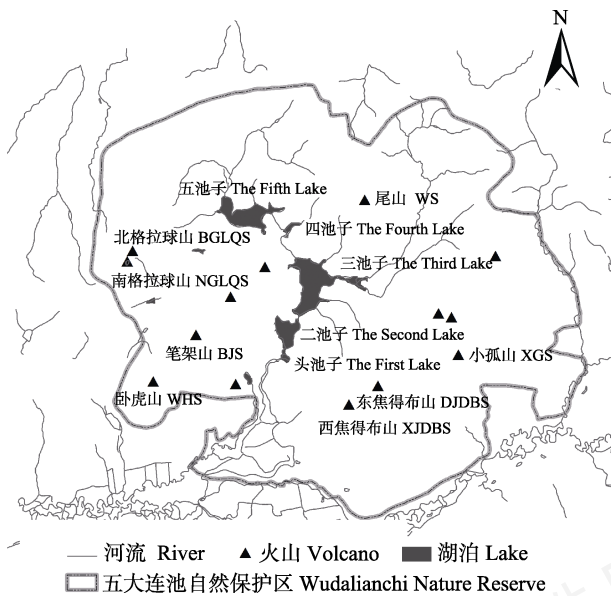 N
五池子 The Fifth Lake
尾山 WS
四池子 The Fourth Lake
北格拉球山 BGLQS
三池子 The Third Lake
南格拉球山 NGLQS
二池子 The Second Lake
笔架山 BJS
小孤山 XGS
头池子 The First Lake
卧虎山 WHS
东焦得布山 DJDBS
西焦得布山 XJDBS
河流 River
火山 Volcano
湖泊 Lake
五大连池自然保护区 Wudalianchi Nature Reserve